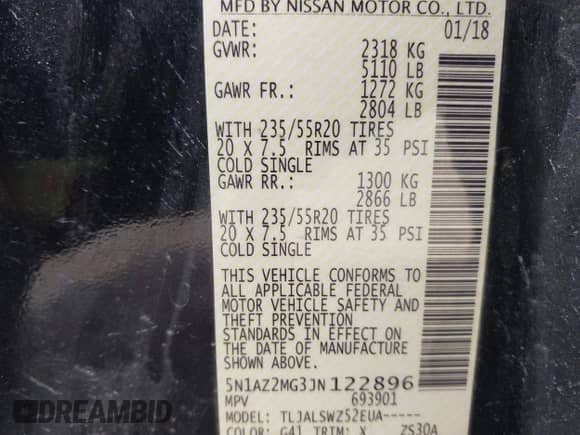 MFD BY NISSAN MOTOR CO., LTD.
DATE: 01/18
GVWR: 2318 KG
5110 LB
GAWR FR.: 1272 KG
2804 LB
WITH 235/55R20 TIRES
20 X 7.5 RIMS AT 35 PSI
COLD SINGLE
GAWR RR.: 1300 KG
2866 LB
WITH 235/55R20 TIRES
20 X 7.5 RIMS AT 35 PSI
COLD SINGLE
THIS VEHICLE CONFORMS TO
ALL APPLICABLE FEDERAL
MOTOR VEHICLE SAFETY AND
THEFT PREVENTION
STANDARDS IN EFFECT ON
THE DATE OF MANUFACTURE
SHOWN ABOVE.
5N1AZ2MG3JN122896
MPV 693901
MODEL: TLJALSWZ52EUA-----
COLOR: G41 TRIM: X ZS30A
DREAMBID